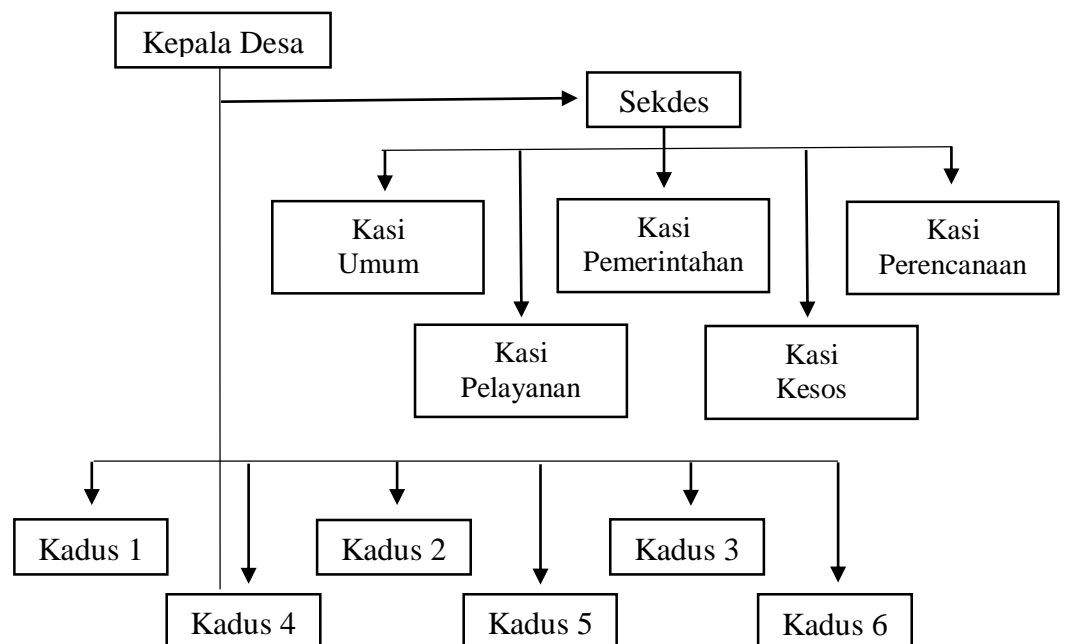 Kepala Desa
Sekdes
Kasi
Umum
Kasi
Pemerintahan
Kasi
Perencanaan
Kasi
Pelayanan
Kasi
Kesos
Kadus 1
Kadus 2
Kadus 3
Kadus 4
Kadus 5
Kadus 6